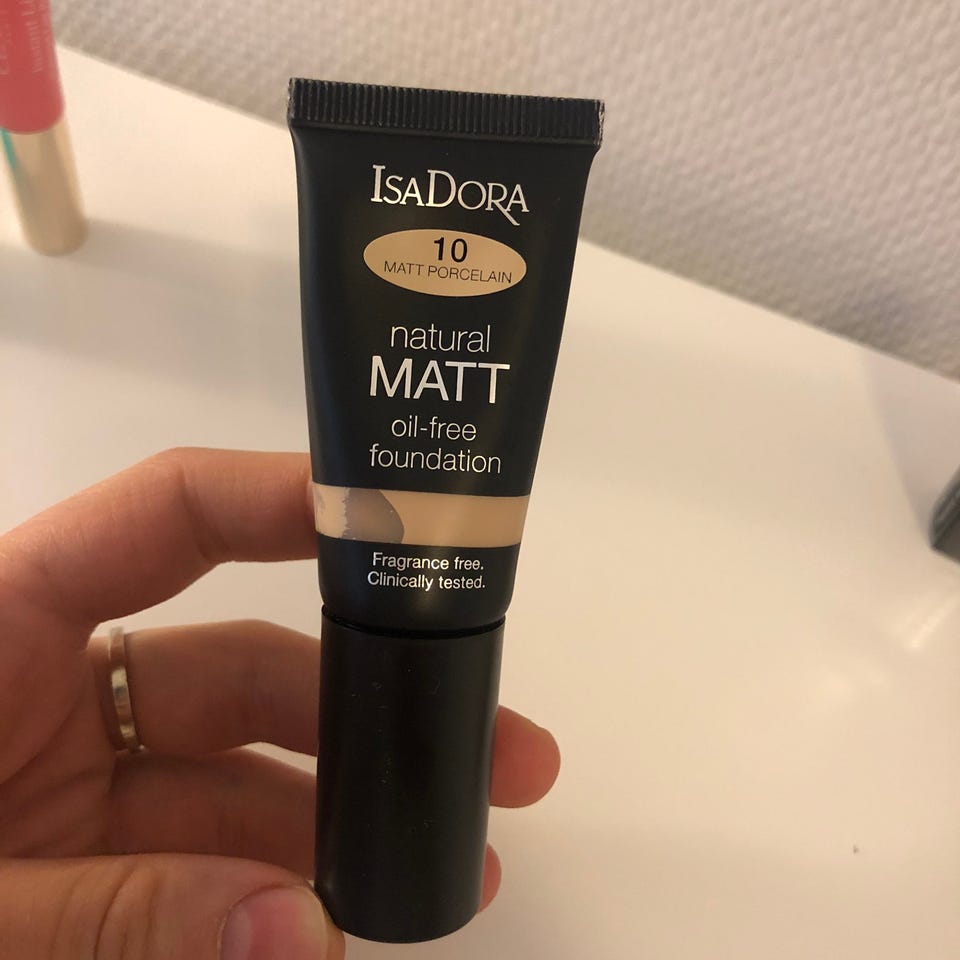 ISADORA
10
MATT PORCELAIN
natural
MATT
oil-free
foundation
Fragrance free.
Clinically tested.